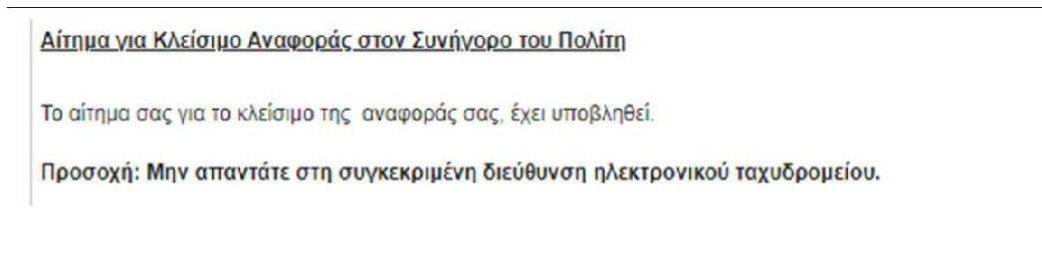 Αίτημα για Κλείσιμο Αναφοράς στον Συνήγορο του Πολίτη
Το αίτημα σας για το κλείσιμο της αναφοράς σας, έχει υποβληθεί.
Προσοχή: Μην απαντάτε στη συγκεκριμένη διεύθυνση ηλεκτρονικού ταχυδρομείου.